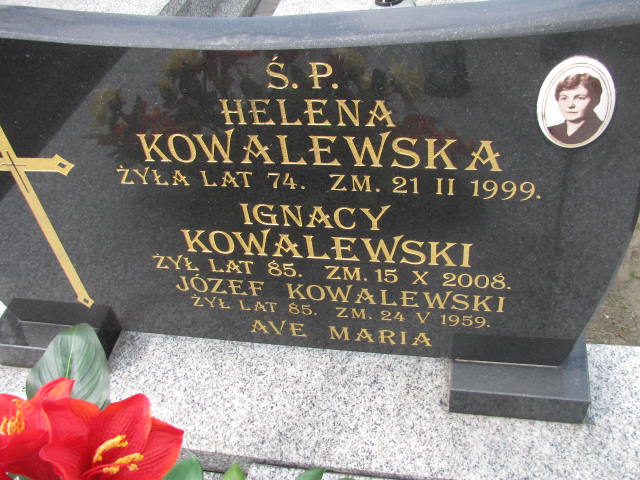 Ś. P.
HELENA
KOWALEWSKA
ŻYŁA LAT 74. ZM. 21 II 1999.
IGNACY
KOWALEWSKI
ŻYŁ LAT 85. ZM. 15 X 2008.
JÓZEF KOWALEWSKI
ŻYŁ LAT 85. ZM. 24 V 1959.
AVE MARIA